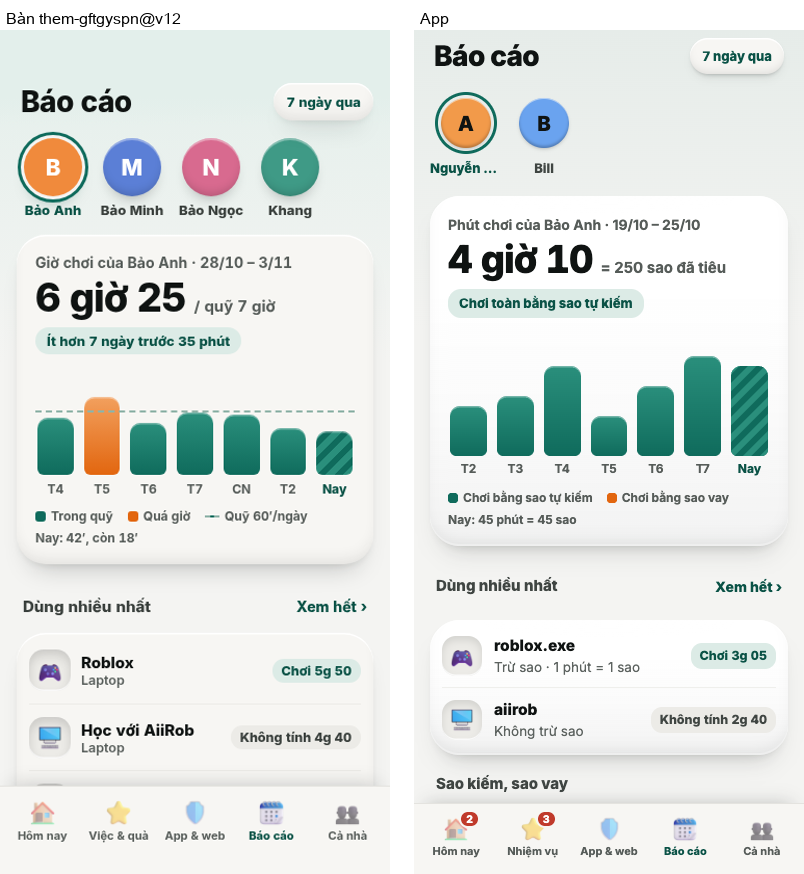 Bản them-gftgyspn@v12
Báo cáo
7 ngày qua
B
M
N
K
Bảo Anh
Bảo Minh
Bảo Ngọc
Khang
Giờ chơi của Bảo Anh · 28/10 – 3/11
6 giờ 25 / quỹ 7 giờ
Ít hơn 7 ngày trước 35 phút
T4
T5
T6
T7
CN
T2
Nay
Trong quỹ
Quá giờ
Quỹ 60'/ngày
Nay: 42', còn 18'
Dùng nhiều nhất
Xem hết ›
Roblox
Laptop
Chơi 5g 50
Học với AiiRob
Laptop
Không tính 4g 40
Hôm nay
Việc & quà
App & web
Báo cáo
Cả nhà
App
Báo cáo
7 ngày qua
A
B
Nguyễn ...
Bill
Phút chơi của Bảo Anh · 19/10 – 25/10
4 giờ 10 = 250 sao đã tiêu
Chơi toàn bằng sao tự kiếm
T2
T3
T4
T5
T6
T7
Nay
Chơi bằng sao tự kiếm
Chơi bằng sao vay
Nay: 45 phút = 45 sao
Dùng nhiều nhất
Xem hết ›
roblox.exe
Trừ sao · 1 phút = 1 sao
Chơi 3g 05
aiirob
Không trừ sao
Không tính 2g 40
Sao kiếm, sao vay
2
3
Hôm nay
Nhiệm vụ
App & web
Báo cáo
Cả nhà